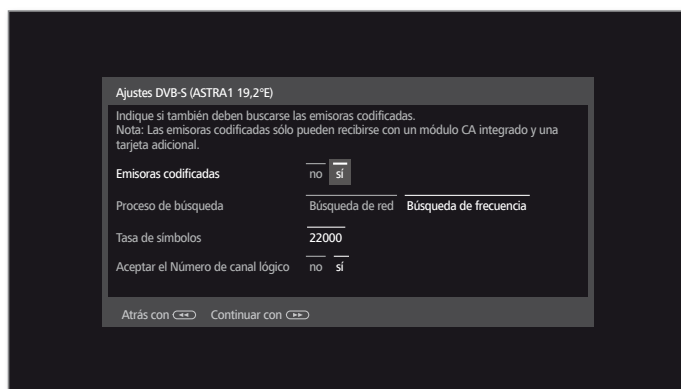 Ajustes DVB-S (ASTRA1 19,2°E)
Indique si también deben buscarse las emisoras codificadas.
Nota: Las emisoras codificadas sólo pueden recibirse con un módulo CA integrado y una
tarjeta adicional.
Emisoras codificadas no sí
Proceso de búsqueda Búsqueda de red Búsqueda de frecuencia
Tasa de símbolos 22000
Aceptar el Número de canal lógico no sí
Atrás con Continuar con